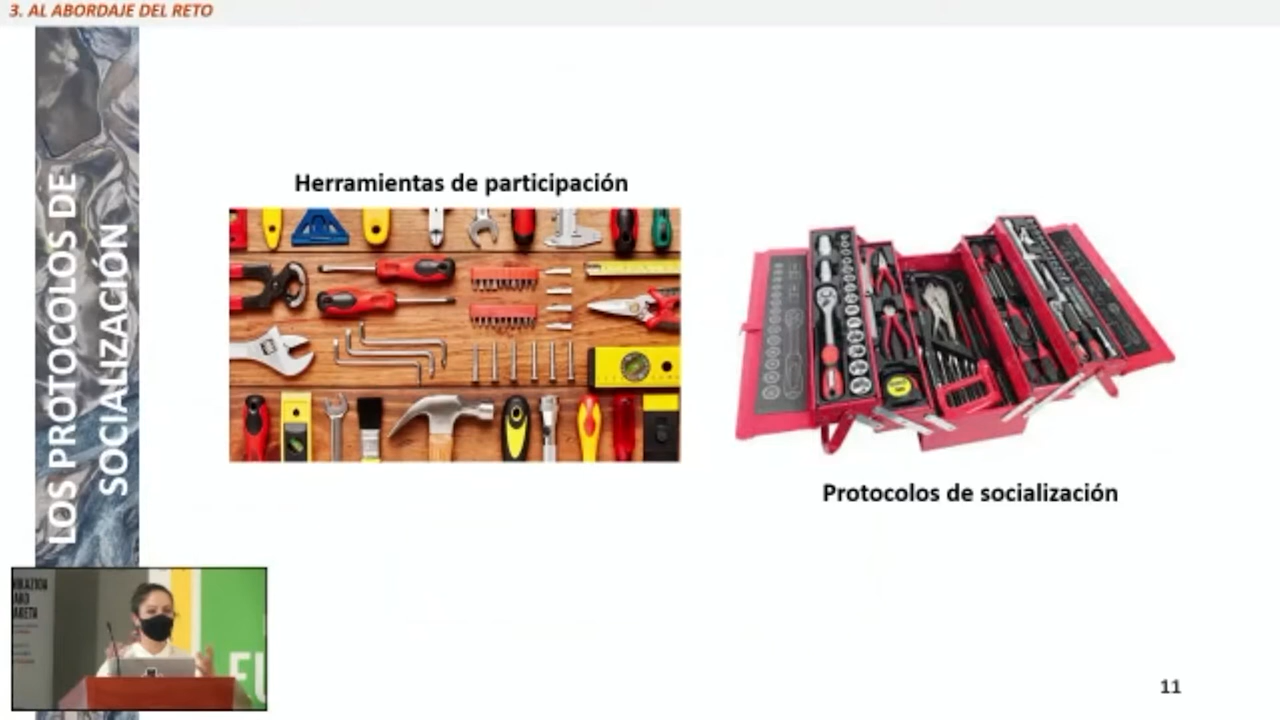 3. AL ABORDAJE DEL RETO
LOS PROTOCOLOS DE
SOCIALIZACIÓN
Herramientas de participación
Protocolos de socialización
11